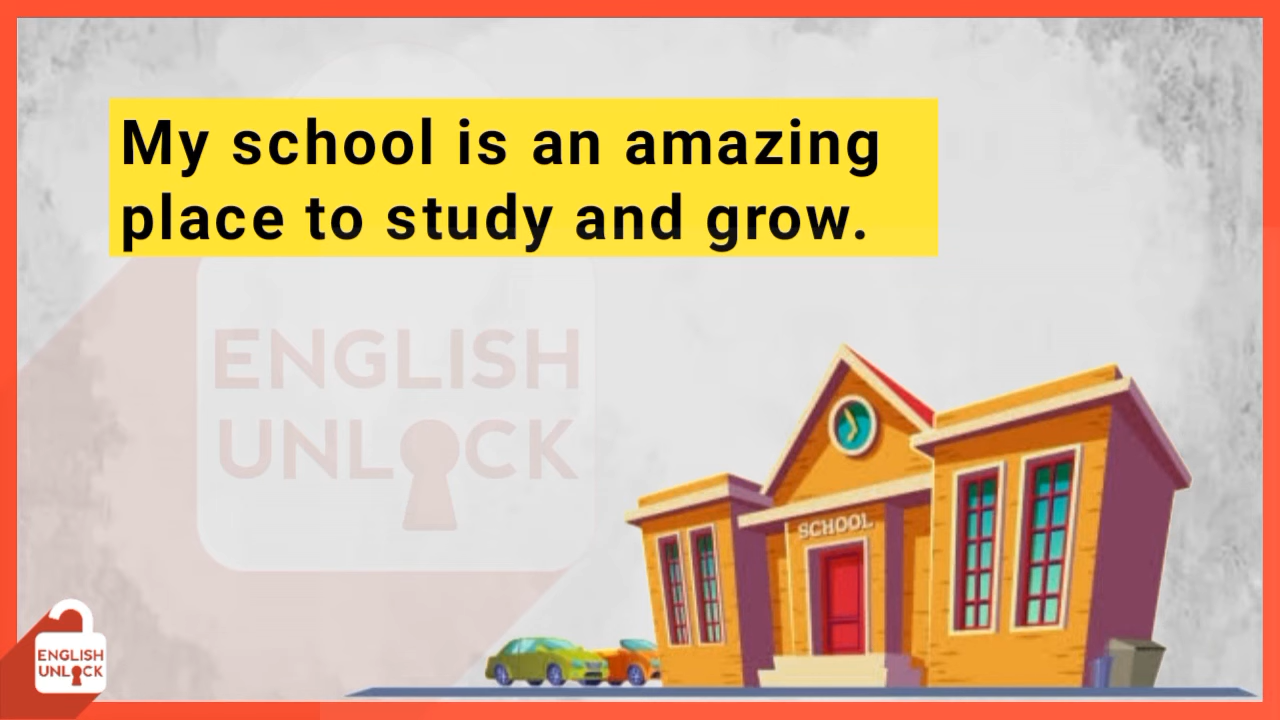 My school is an amazing
place to study and grow.
ENGLISH
UNLOCK
SCHOOL
ENGLISH
UNLOCK